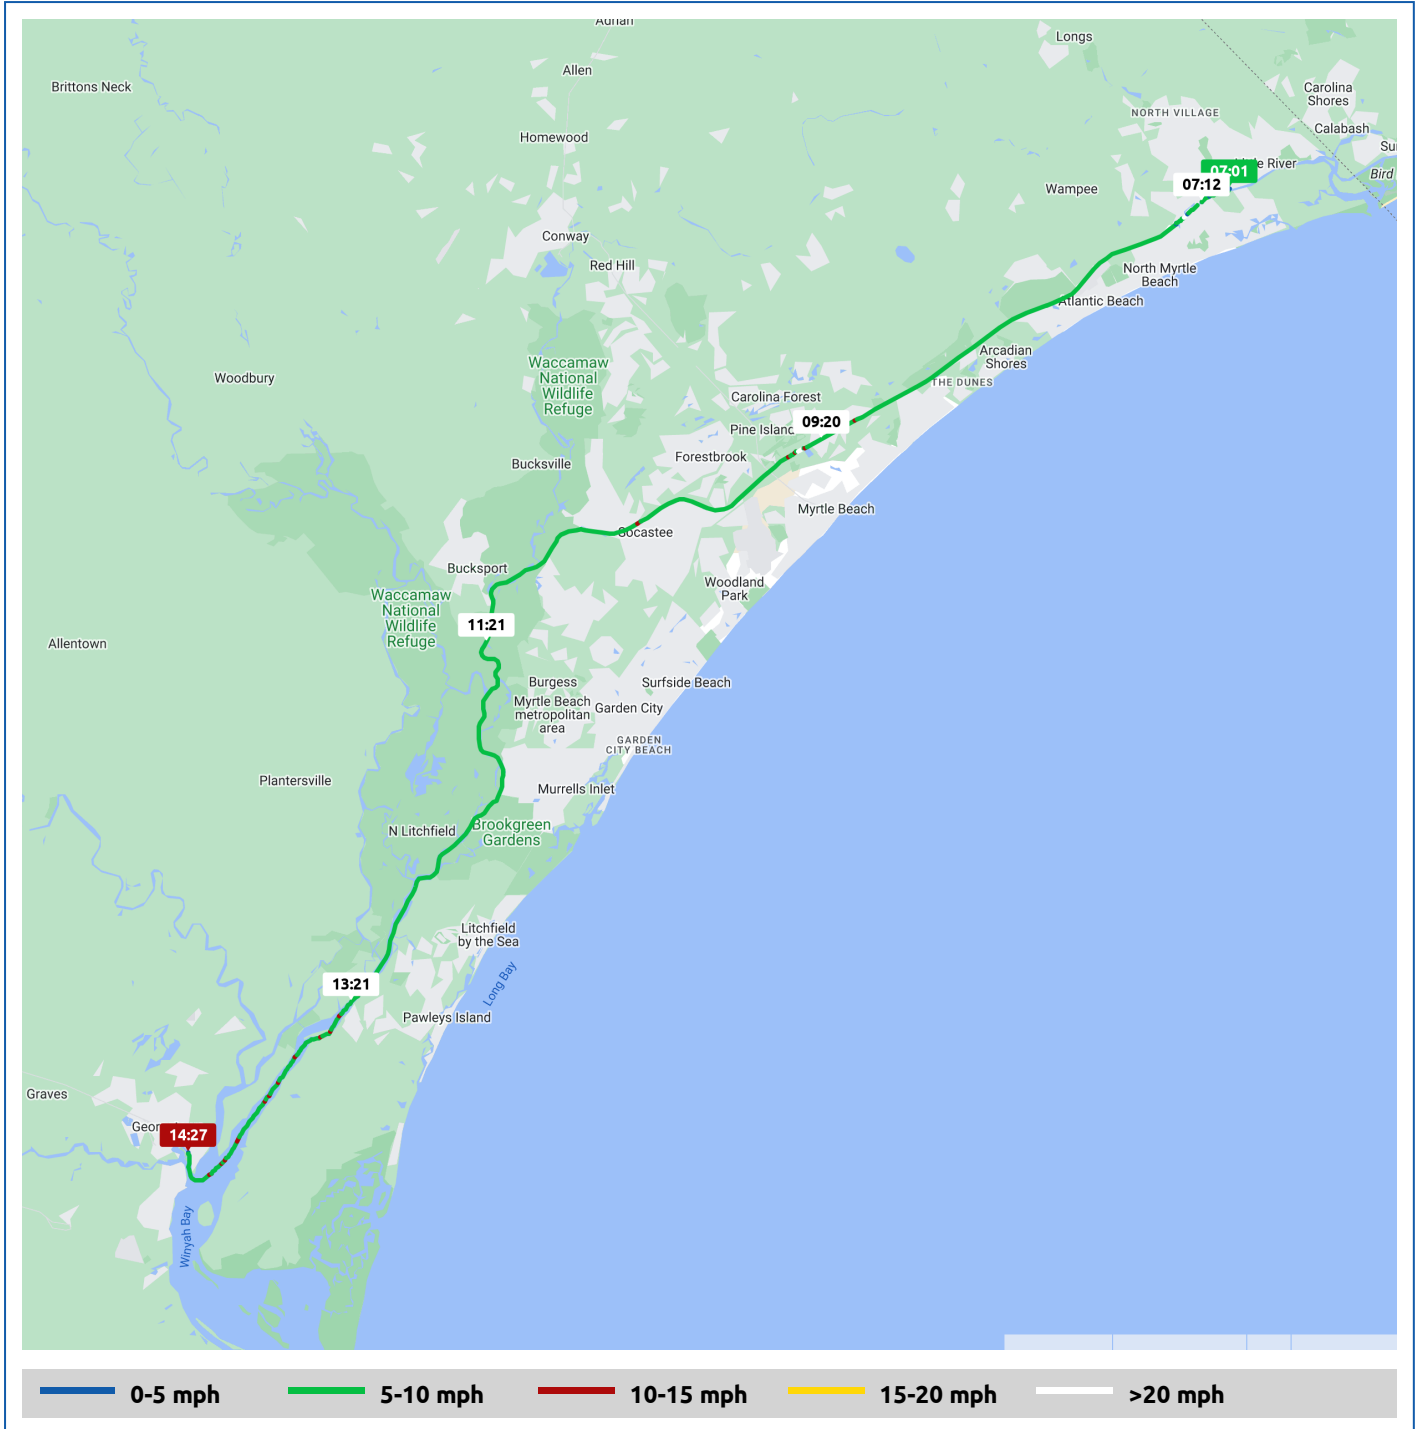 Adrian
Longs
Allen
Brittons Neck
Carolina
Shores
NORTH VILLAGE
Calabash
Homewood
Little River
07:01
Bird
07:12
Wampee
Conway
Red Hill
North Myrtle
Beach
Atlantic Beach
Arcadian
Shores
Waccamaw
National
Wildlife
Refuge
Woodbury
THE DUNES
Carolina Forest
09:20
Pine Island
Forestbrook
Bucksville
Myrtle Beach
Socastee
Bucksport
Woodland
Park
Waccamaw
National
Wildlife
Refuge
11:21
Allentown
Burgess
Surfside Beach
Myrtle Beach
metropolitan
area
Garden City
GARDEN
CITY BEACH
Plantersville
Murrells Inlet
N Litchfield
Brookgreen
Gardens
Litchfield
by the Sea
Long Bay
13:21
Pawleys Island
Graves
Geor
14:27
Winyah Bay
0-5 mph 5-10 mph 10-15 mph 15-20 mph >20 mph